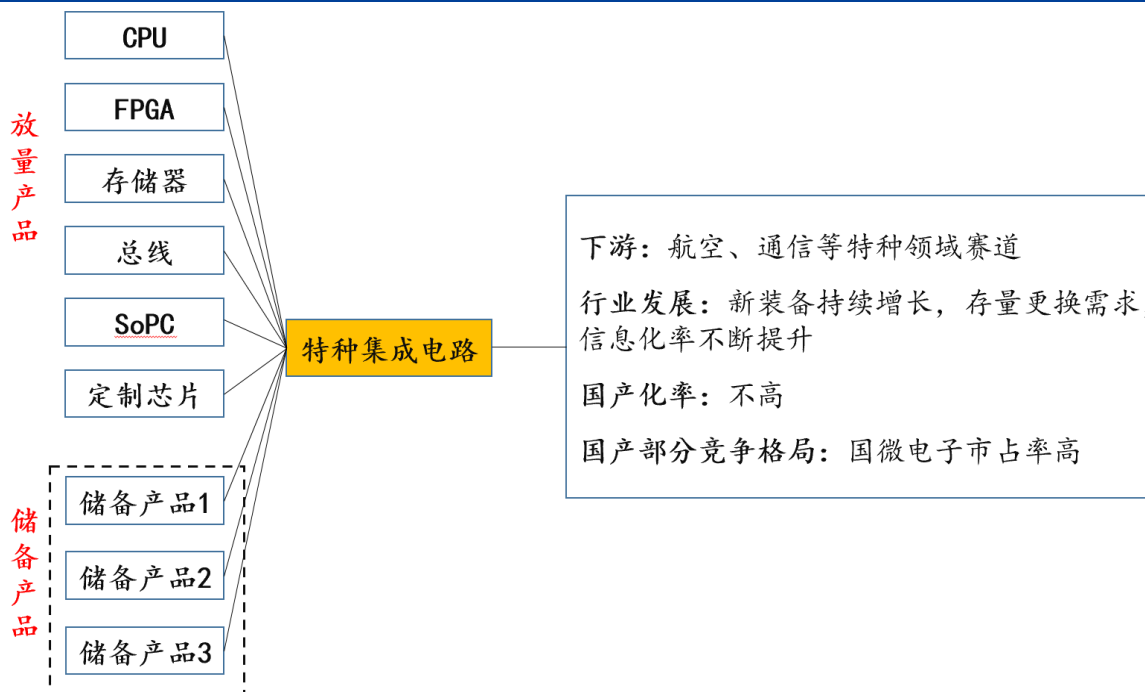 放量产品
CPU
FPGA
存储器
总线
SoPC
定制芯片
储备产品
储备产品1
储备产品2
储备产品3
特种集成电路
下游：航空、通信等特种领域赛道
行业发展：新装备持续增长，存量更换需求，
信息化率不断提升
国产化率：不高
国产部分竞争格局：国微电子市占率高